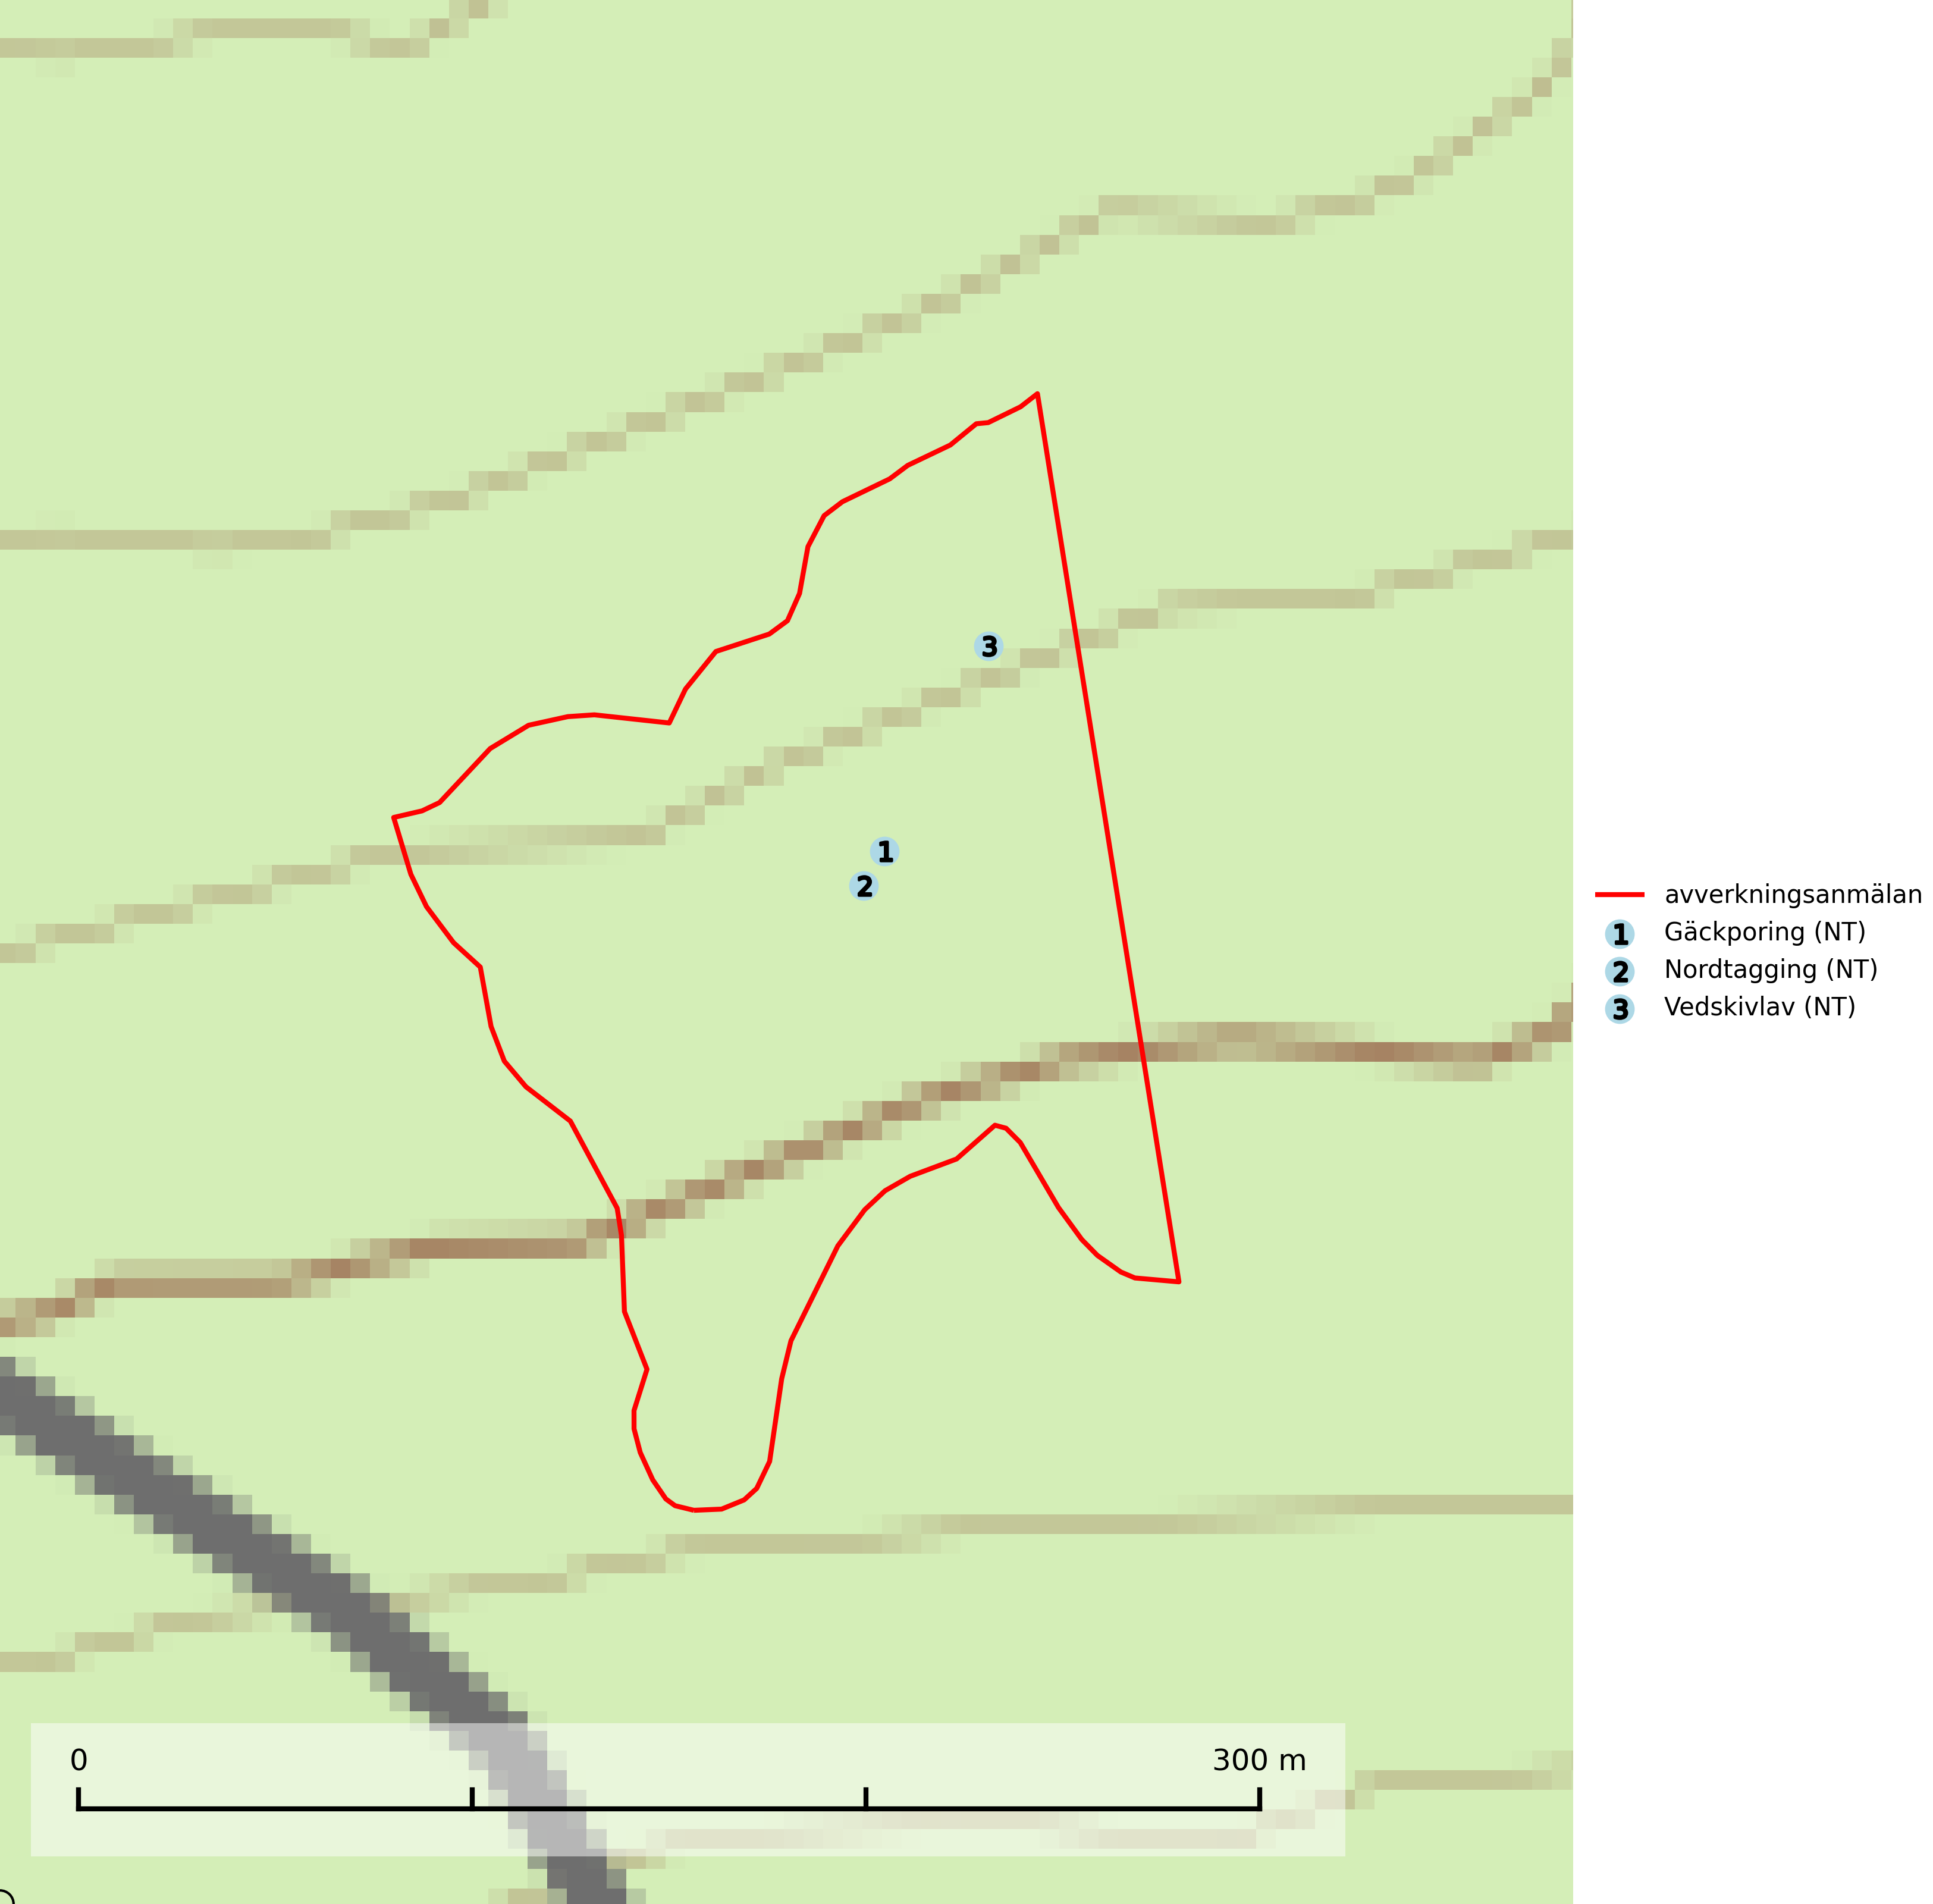 3
1
2
avverkningsanmälan
1 Gäckporing (NT)
2 Nordtagging (NT)
3 Vedskivlav (NT)
0 300 m